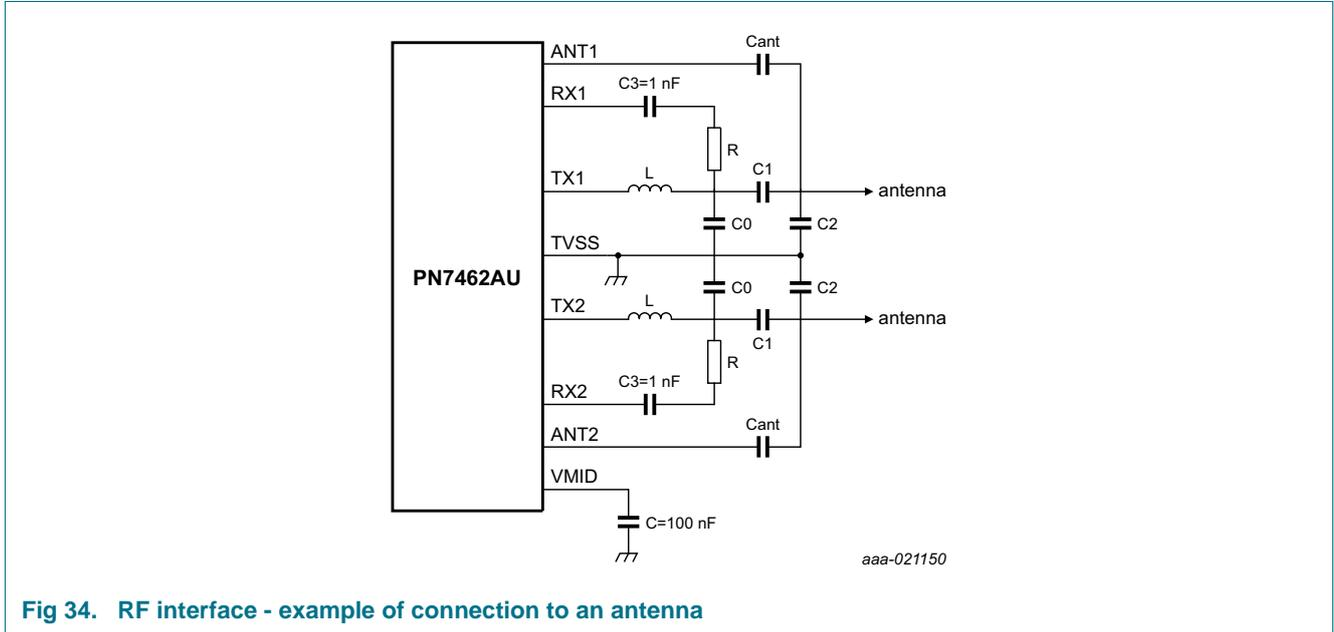 Cant
ANT1
C3=1 nF
RX1
R
L
C1
TX1
antenna
C0
C2
TVSS
PN7462AU
C0
C2
L
TX2
antenna
C1
R
C3=1 nF
RX2
Cant
ANT2
VMID
C=100 nF
aaa-021150
Fig 34. RF interface - example of connection to an antenna